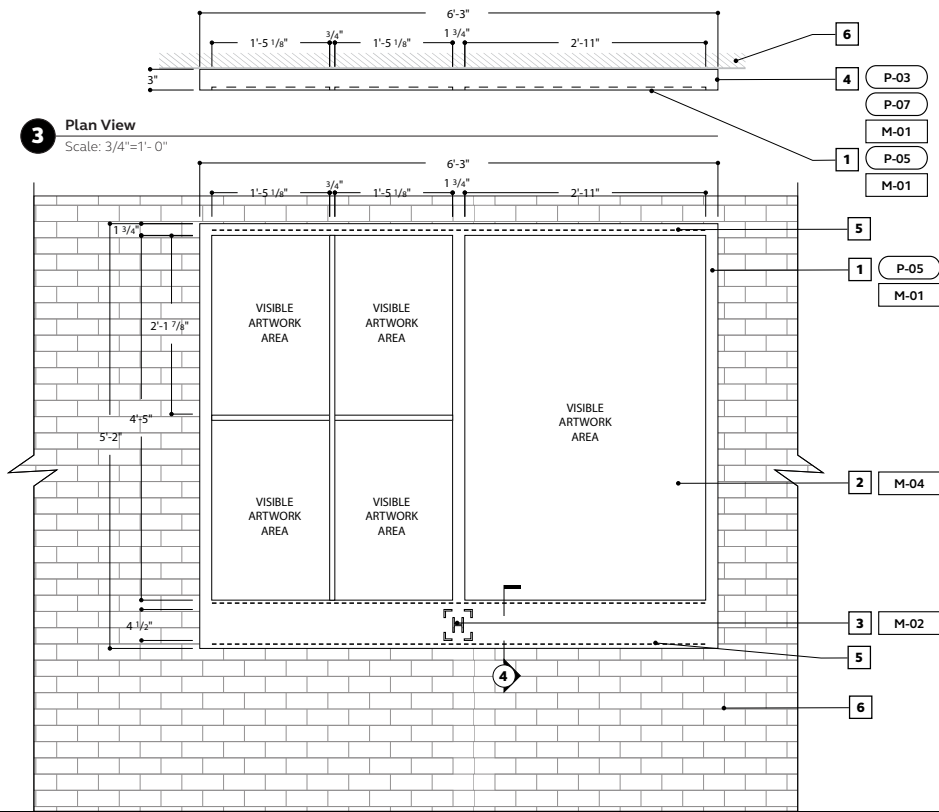 6'-3"
1'-5 1/8"
3/4"
1'-5 1/8"
1 3/4"
2'-11"
3"
6
4 P-03
P-07
M-01
1 P-05
M-01
3 Plan View
Scale: 3/4"=1'- 0"
6'-3"
1'-5 1/8"
3/4"
1'-5 1/8"
1 3/4"
2'-11"
1 3/4"
5
1 P-05
M-01
VISIBLE
ARTWORK
AREA
VISIBLE
ARTWORK
AREA
2'-1 7/8"
VISIBLE
ARTWORK
AREA
4'-5"
5'-2"
2 M-04
VISIBLE
ARTWORK
AREA
VISIBLE
ARTWORK
AREA
4 1/2"
H
3 M-02
5
4
6